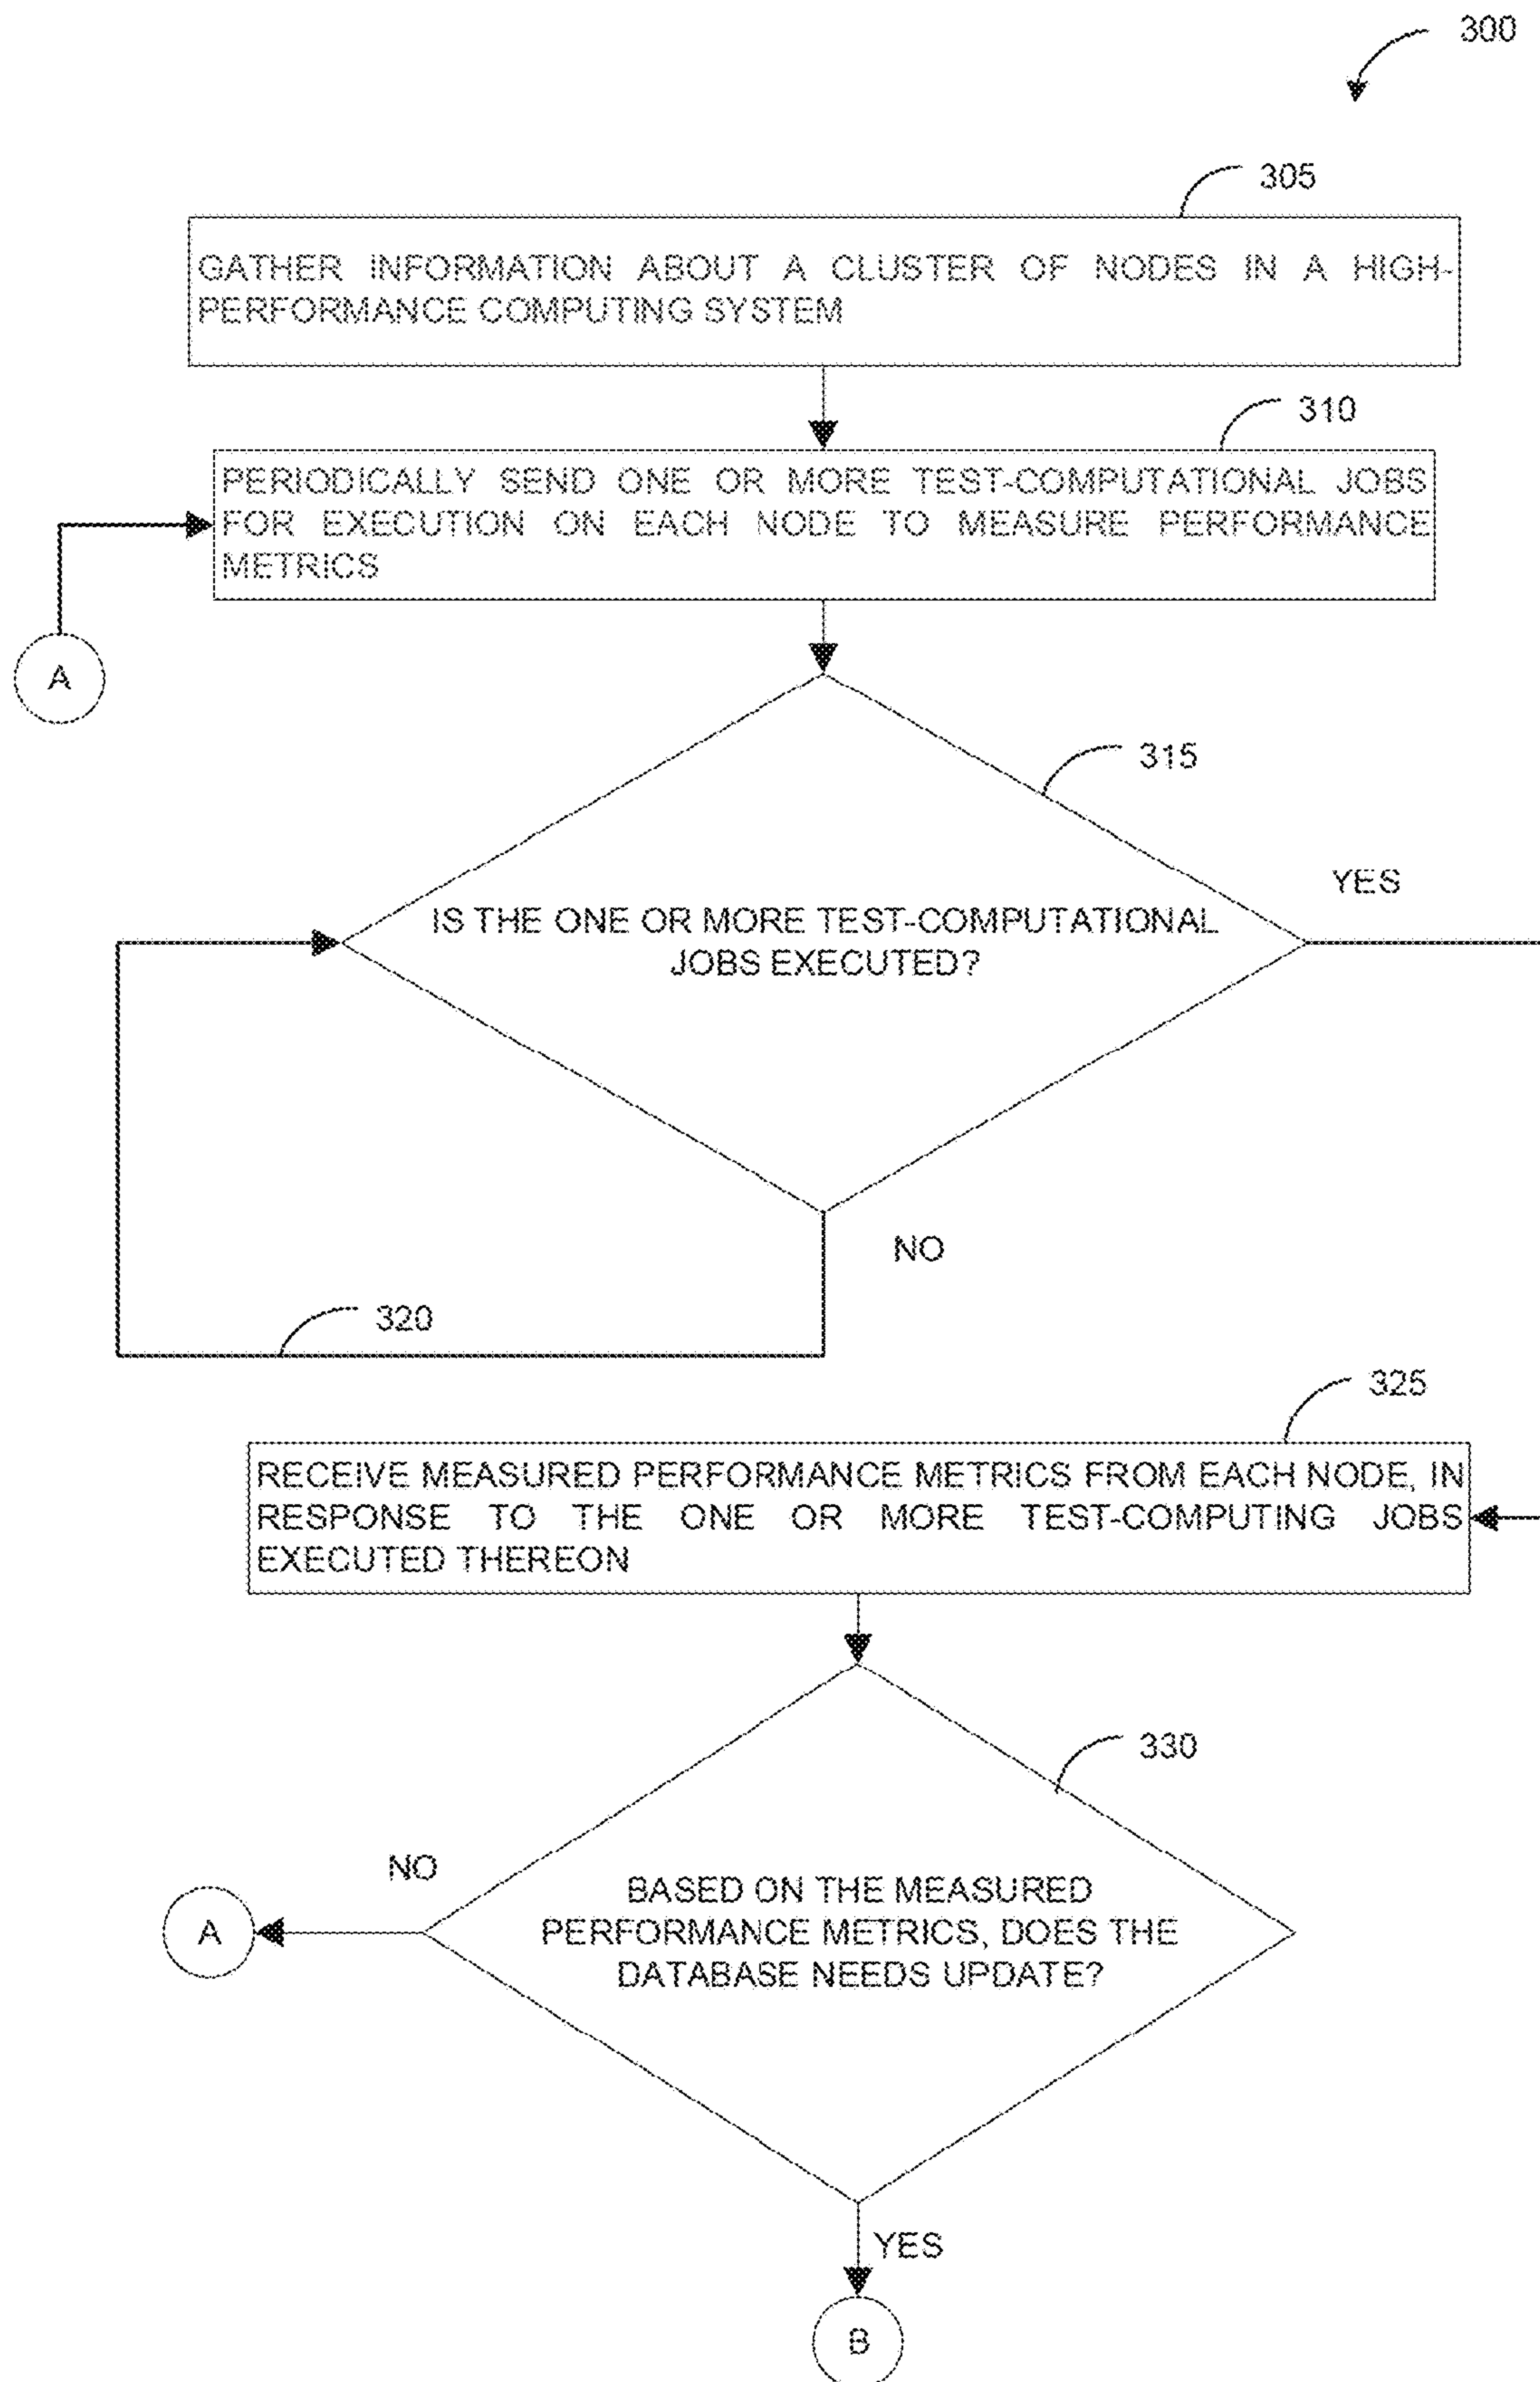 300
305
GATHER INFORMATION ABOUT A CLUSTER OF NODES IN A HIGH-
PERFORMANCE COMPUTING SYSTEM
310
PERIODICALLY SEND ONE OR MORE TEST-COMPUTATIONAL JOBS
FOR EXECUTION ON EACH NODE TO MEASURE PERFORMANCE
METRICS
A
315
YES
IS THE ONE OR MORE TEST-COMPUTATIONAL
JOBS EXECUTED?
NO
320
325
RECEIVE MEASURED PERFORMANCE METRICS FROM EACH NODE, IN
RESPONSE TO THE ONE OR MORE TEST-COMPUTING JOBS
EXECUTED THEREON
330
NO
BASED ON THE MEASURED
PERFORMANCE METRICS, DOES THE
DATABASE NEEDS UPDATE?
A
YES
B